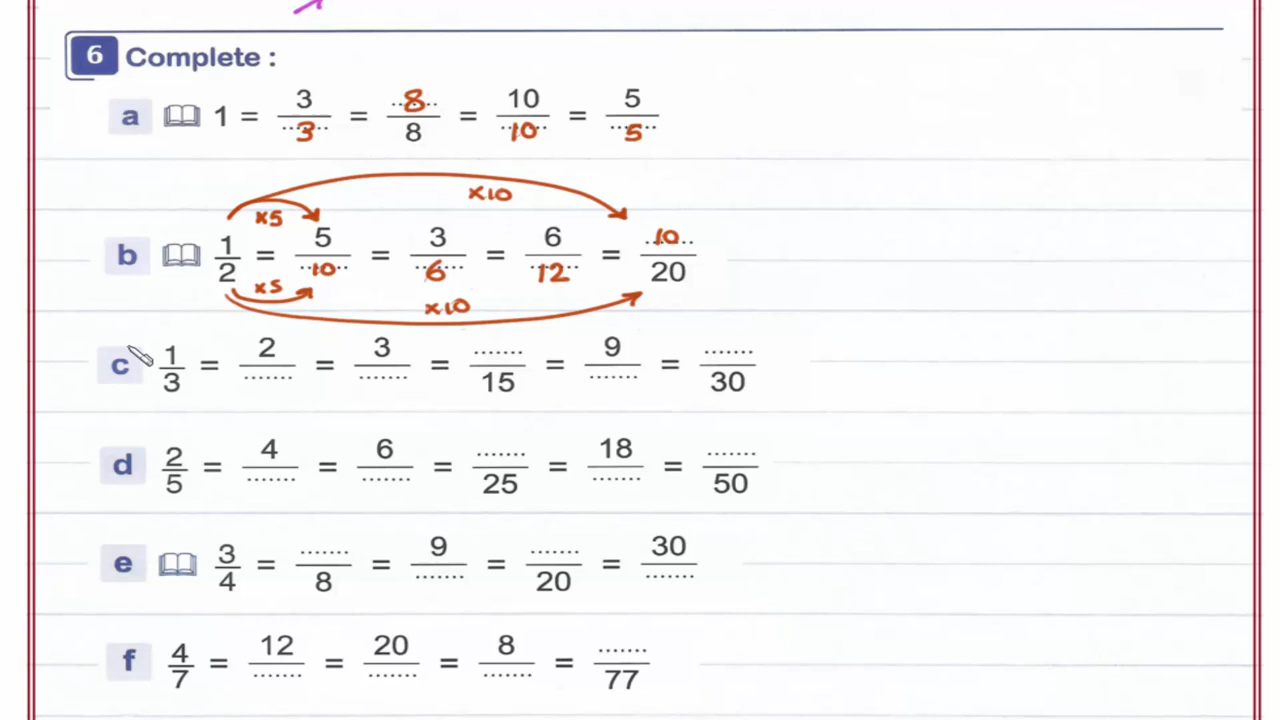 6 Complete :
a 1 = 3/3 = 8/8 = 10/10 = 5/5
×10
×5
b 1/2 = 5/10 = 3/6 = 6/12 = 10/20
×5
×10
c 1/3 = 2/....... = 3/....... = ......./15 = 9/....... = ......./30
d 2/5 = 4/....... = 6/....... = ......./25 = 18/....... = ......./50
e 3/4 = ......./8 = 9/....... = ......./20 = 30/.......
f 4/7 = 12/....... = 20/....... = 8/....... = ......./77